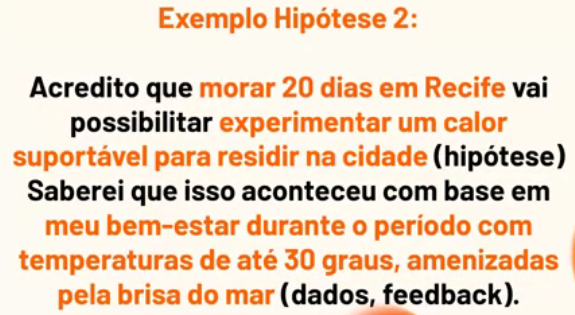 Exemplo Hipótese 2:
Acredito que morar 20 dias em Recife vai
possibilitar experimentar um calor
suportável para residir na cidade (hipótese)
Saberei que isso aconteceu com base em
meu bem-estar durante o período com
temperaturas de até 30 graus, amenizadas
pela brisa do mar (dados, feedback).